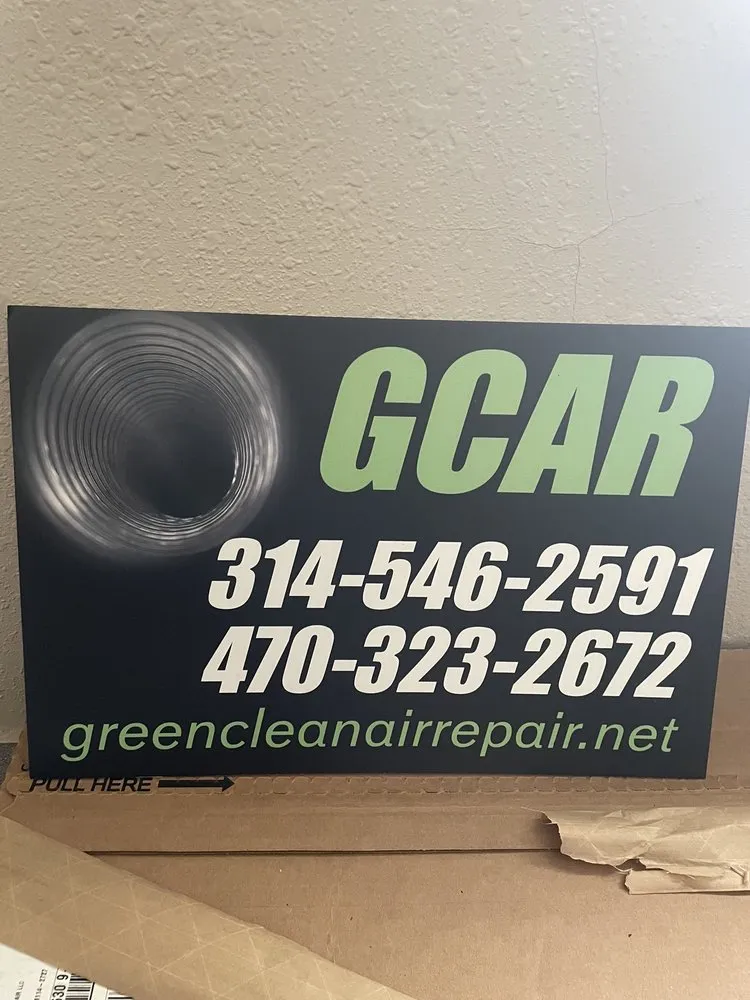 GCAR
314-546-2591
470-323-2672
greencleanairrepair.net
PULL HERE